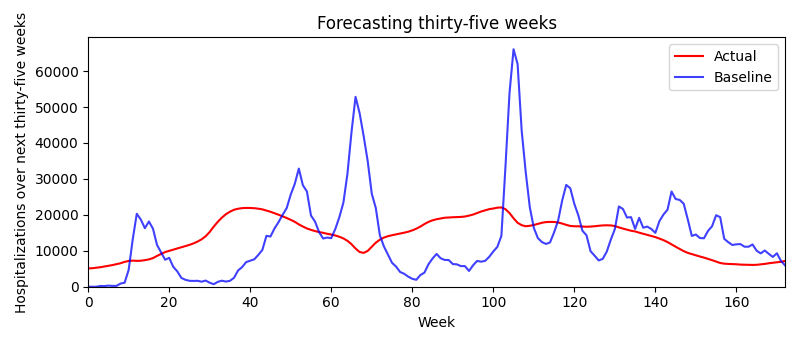 Forecasting thirty-five weeks
Hospitalizations over next thirty-five weeks
60000
50000
40000
30000
20000
10000
0
Actual
Baseline
0 20 40 60 80 100 120 140 160
Week